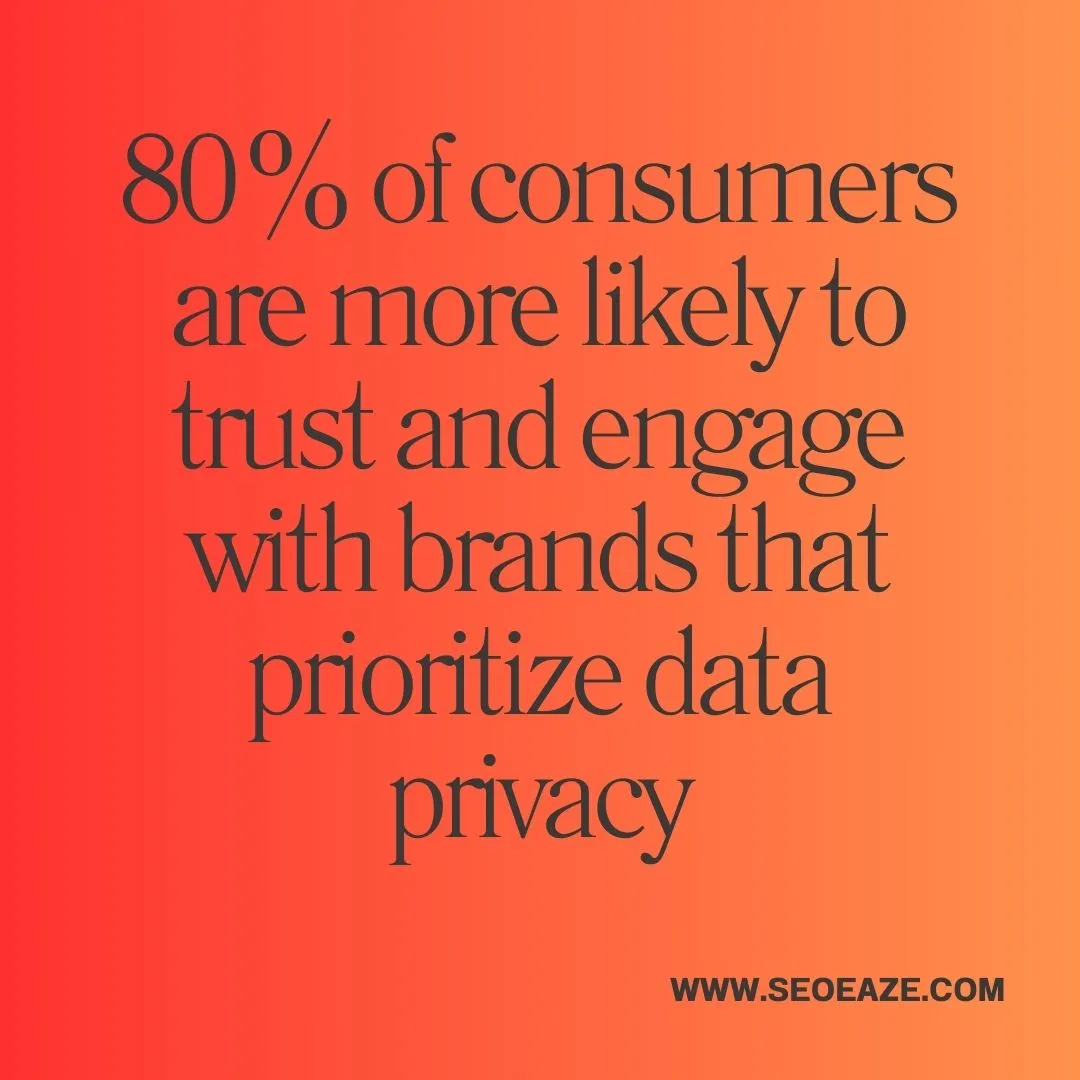 80% of consumers
are more likely to
trust and engage
with brands that
prioritize data
privacy
WWW.SEOEAZE.COM